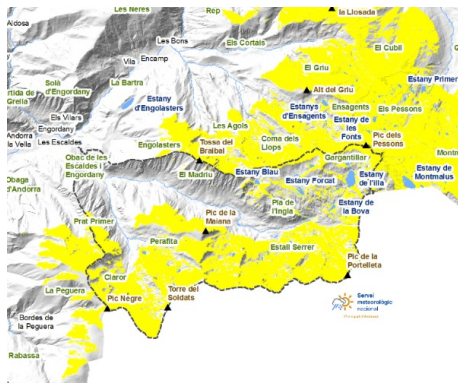 Les Neres
Rep
la Llosada
Aldosa
Les Bons
Els Cortals
El Cubil
Vila
Encamp
El Griu
Solà
d'Engordany
La Bartra
Estany
d'Engolasters
Alt del Griu
Estany Primer
rtida de
Grella
Els Vilars
Engordany
Estanys
d'Ensagents
Ensagents
Els Pessons
Estany de
les
Fonts
Andorra
la Vella
Les Escaldes
Les Agols
Coma dels
Llops
Pic dels
Pessons
Engolasters
Tossa del
Braibal
Gargantillar
Montm
Obac de les
Escaldes i
Engordany
El Madriu
Estany Blau
Estany Forcat
Estany
de l'illa
Estany de
Montmalus
Obaga
d'Andorra
Pla de
l'Ingla
Estany de
la Bova
Prat Primer
Pic de la
Maiana
Perafita
Estall Serrer
Pic de la
Portelleta
Claror
La Peguera
Pic Negre
Torre dels
Soldats
Servei
meteorològic
nacional
Bordes de
la Peguera
Rabassa